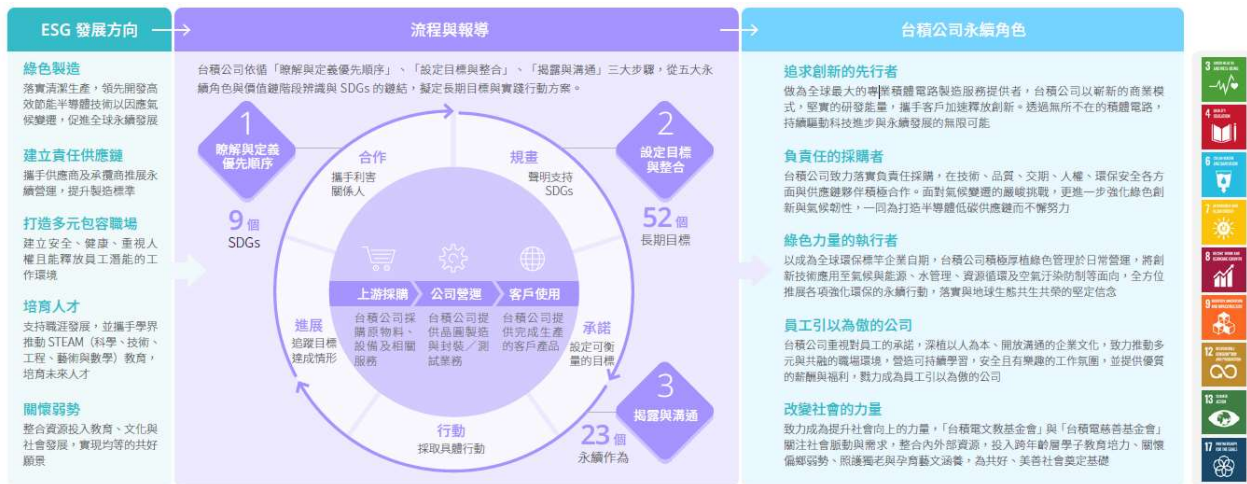 ESG 發展方向
綠色製造
落實清潔生產，領先開發高
效節能半導體技術以因應氣
候變遷，促進全球永續發展
建立責任供應鏈
攜手供應商及承攬商推展永
續營運，提升製造標準
打造多元包容職場
建立安全、健康、重視人
權且能釋放員工潛能的工
作環境
培育人才
支持職涯發展，並攜手學界
推動 STEAM（科學、技術、
工程、藝術與數學）教育，
培育未來人才
關懷弱勢
整合資源投入教育、文化與
社會發展，實現均等的共好
願景
流程與報導
台積公司依循「瞭解與定義優先順序」、「設定目標與整合」、「揭露與溝通」三大步驟，從五大永
續角色與價值鏈階段辨識與 SDGs 的鏈結，擬定長期目標與實踐行動方案。
1
瞭解與定義
優先順序
9 個
SDGs
2
設定目標
與整合
52 個
長期目標
3
揭露與溝通
23 個
永續作為
合作
攜手利害
關係人
規畫
聲明支持
SDGs
承諾
設定可衡
量的目標
行動
採取具體行動
進展
追蹤目標
達成情形
上游採購
台積公司採
購原物料、
設備及相關
服務
公司營運
台積公司提
供晶圓製造
與封裝／測
試業務
客戶使用
台積公司提
供完成生產
的客戶產品
台積公司永續角色
追求創新的先行者
做為全球最大的專業積體電路製造服務提供者，台積公司以嶄新的商業模
式，堅實的研發能量，攜手客戶加速釋放創新。透過無所不在的積體電路，
持續驅動科技進步與永續發展的無限可能
負責任的採購者
台積公司致力落實負責任採購，在技術、品質、交期、人權、環保安全各方
面與供應鏈夥伴積極合作。面對氣候變遷的嚴峻挑戰，更進一步強化綠色創
新與氣候韌性，一同為打造半導體低碳供應鏈而不懈努力
綠色力量的執行者
以成為全球環保標竿企業自期，台積公司積極厚植綠色管理於日常營運，將創
新技術應用至氣候與能源、水管理、資源循環及空氣汙染防制等面向，全方位
推展各項強化環保的永續行動，落實與地球生態共生共榮的堅定信念
員工引以為傲的公司
台積公司重視對員工的承諾，深植以人為本、開放溝通的企業文化，致力推動多
元與共融的職場環境，營造可持續學習，安全且有樂趣的工作氛圍，並提供優質
的薪酬與福利，戮力成為員工引以為傲的公司
改變社會的力量
致力成為提升社會向上的力量，「台積電文教基金會」與「台積電慈善基金會」
關注社會脈動與需求，整合內外部資源，投入跨年齡層學子教育培力、關懷
偏鄉弱勢、照護獨老與孕育藝文涵養，為共好、美善社會奠定基礎
3
4
6
7
8
9
12
13
17